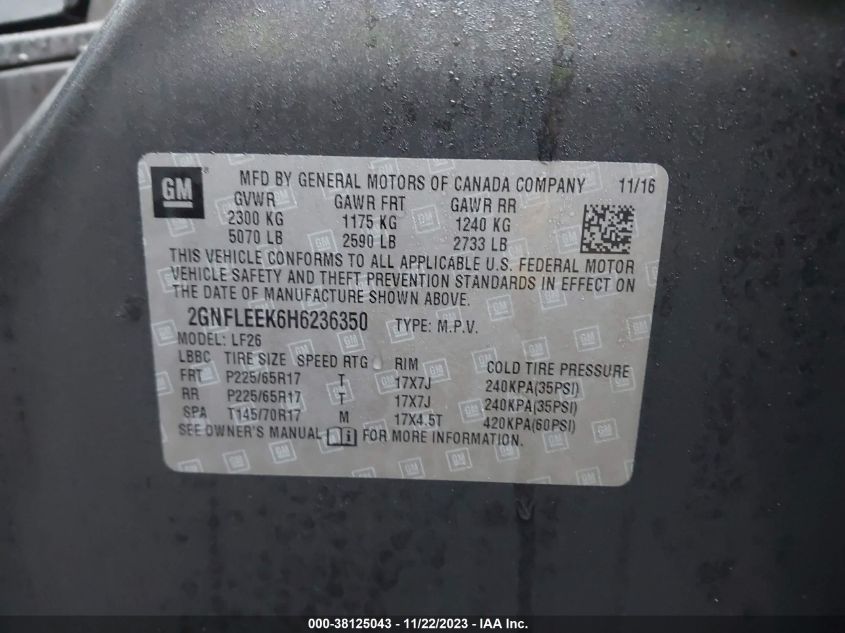 GM ® MFD BY GENERAL MOTORS OF CANADA COMPANY 11/16
GVWR GAWR FRT GAWR RR
2300 KG 1175 KG 1240 KG
5070 LB 2590 LB 2733 LB
THIS VEHICLE CONFORMS TO ALL APPLICABLE U.S. FEDERAL MOTOR
VEHICLE SAFETY AND THEFT PREVENTION STANDARDS IN EFFECT ON
THE DATE OF MANUFACTURE SHOWN ABOVE.
2GNFLEEK6H6236350 TYPE: M.P.V.
MODEL: LF26
LBBC TIRE SIZE SPEED RTG RIM COLD TIRE PRESSURE
FRT P225/65R17 T 17X7J 240KPA(35PSI)
RR P225/65R17 T 17X7J 240KPA(35PSI)
SPA T145/70R17 M 17X4.5T 420KPA(60PSI)
SEE OWNER'S MANUAL FOR MORE INFORMATION.
000-38125043 - 11/22/2023 - IAA Inc.